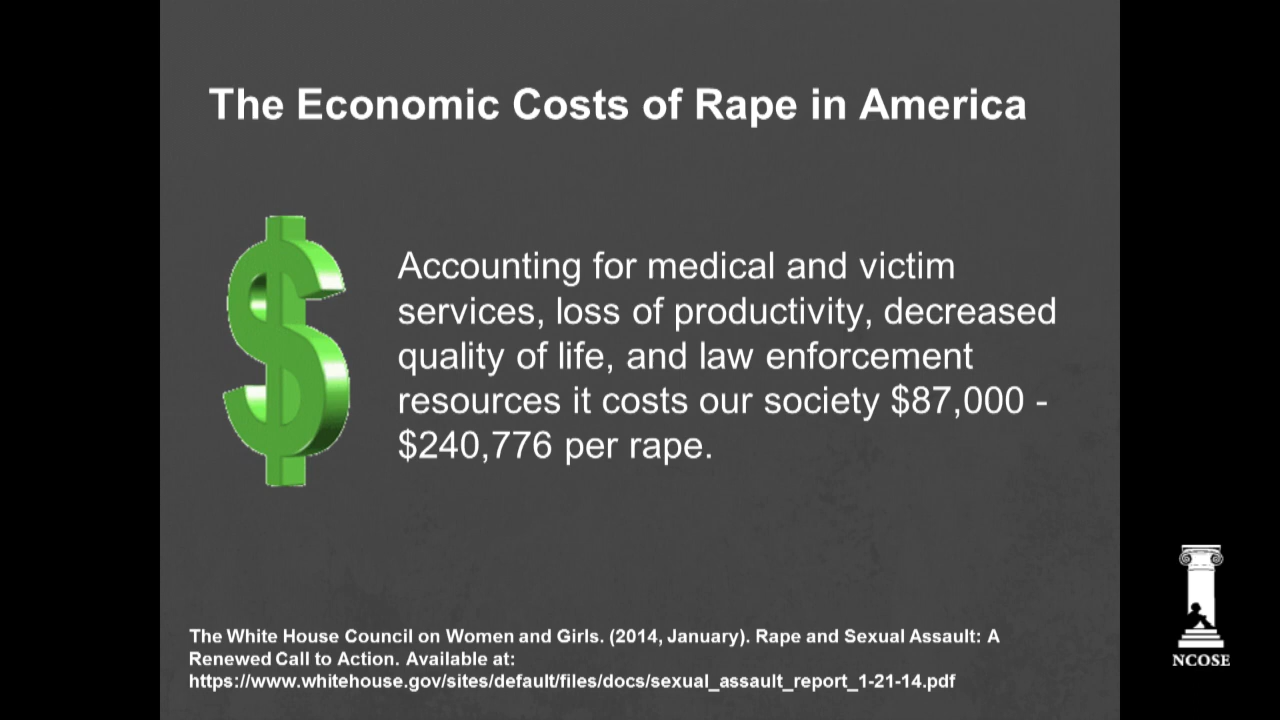 The Economic Costs of Rape in America
Accounting for medical and victim
services, loss of productivity, decreased
quality of life, and law enforcement
resources it costs our society $87,000 -
$240,776 per rape.
The White House Council on Women and Girls. (2014, January). Rape and Sexual Assault: A
Renewed Call to Action. Available at:
https://www.whitehouse.gov/sites/default/files/docs/sexual_assault_report_1-21-14.pdf
NCOSE